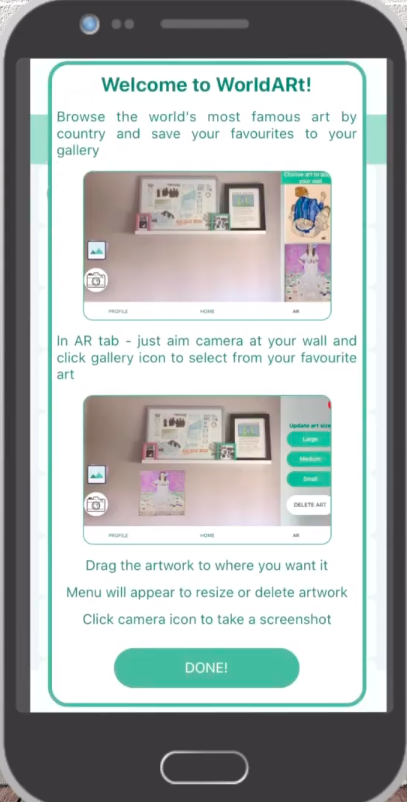 Welcome to WorldARt!
Browse the world's most famous art by
country and save your favourites to your
gallery
Choose art to add
your wall
PROFILE
HOME
AR
In AR tab - just aim camera at your wall and
click gallery icon to select from your favourite
art
Update art size
Large
Medium
Small
DELETE ART
PROFILE
HOME
AR
Drag the artwork to where you want it
Menu will appear to resize or delete artwork
Click camera icon to take a screenshot
DONE!